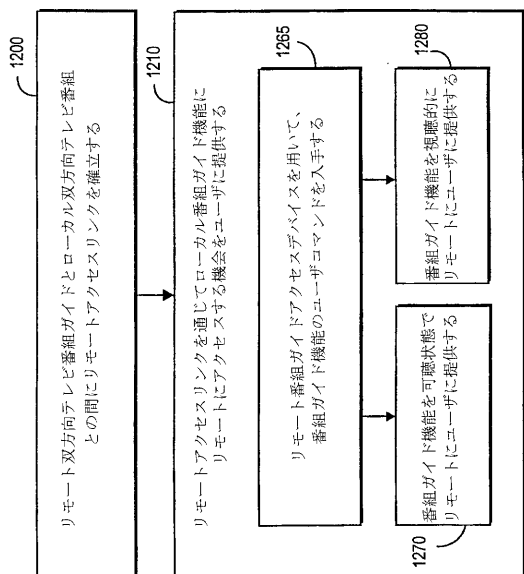 1200
リモート双方向テレビ番組ガイドとローカル双方向テレビ番組
との間にリモートアクセスリンクを確立する
1210
リモートアクセスリンクを通じてローカル番組ガイド機能に
リモートにアクセスする機会をユーザに提供する
1265
リモート番組ガイドアクセスデバイスを用いて、
番組ガイド機能のユーザコマンドを入手する
1270
番組ガイド機能を可聴状態で
リモートにユーザに提供する
1280
番組ガイド機能を視聴的に
リモートにユーザに提供する